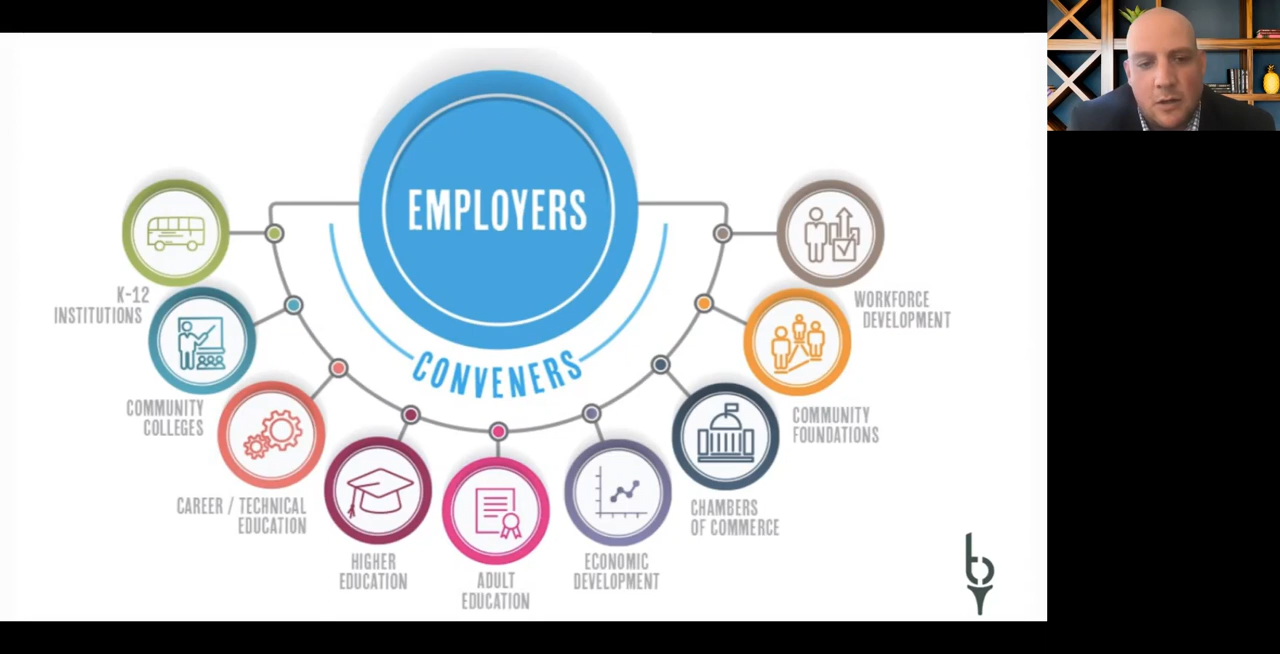 EMPLOYERS
CONVENERS
K-12
INSTITUTIONS
COMMUNITY
COLLEGES
CAREER / TECHNICAL
EDUCATION
HIGHER
EDUCATION
ADULT
EDUCATION
ECONOMIC
DEVELOPMENT
CHAMBERS
OF COMMERCE
COMMUNITY
FOUNDATIONS
WORKFORCE
DEVELOPMENT